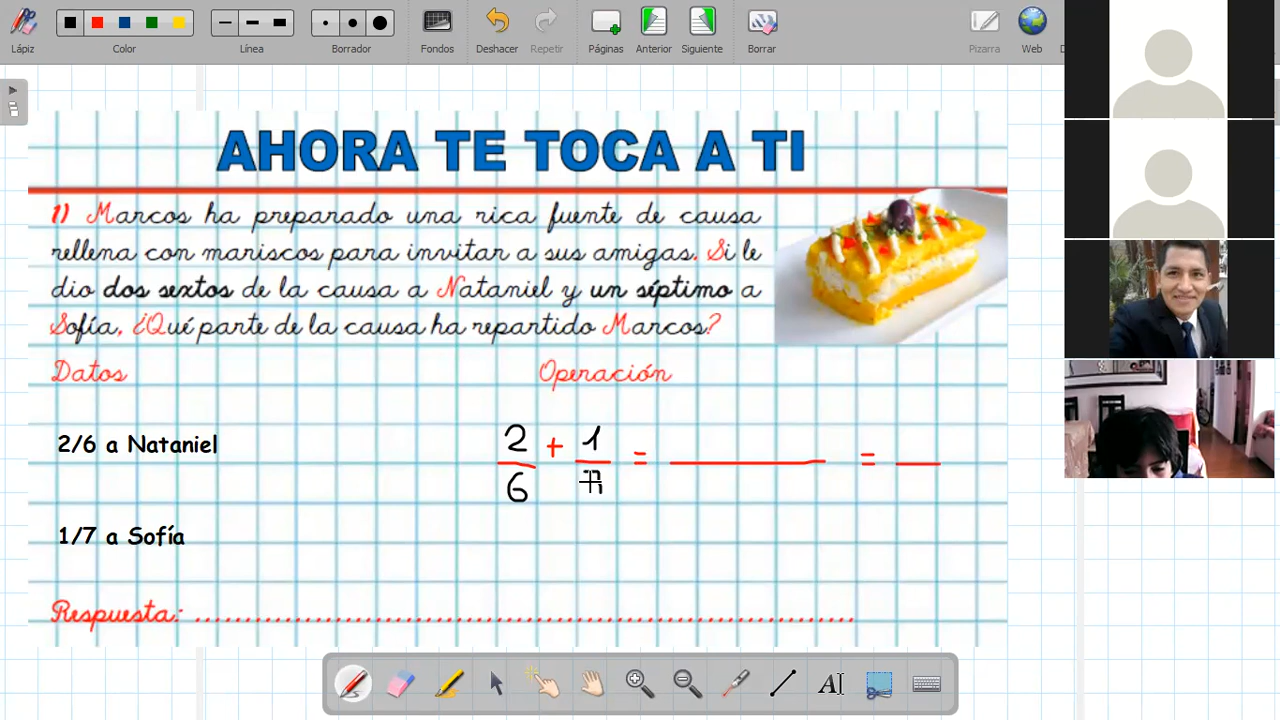 Lápiz Color Línea Borrador Fondos Deshacer Repetir Páginas Anterior Siguiente Borrar Pizarra Web
AHORA TE TOCA A TI
1) Marcos ha preparado una rica fuente de causa
rellena con mariscos para invitar a sus amigas. Si le
dio dos sextos de la causa a Nataniel y un séptimo a
Sofía, ¿Qué parte de la causa ha repartido Marcos?
Datos Operación
2/6 a Nataniel
2/6 + 1/7 = ___ = ___
1/7 a Sofía
Respuesta: ........................................................................
AI